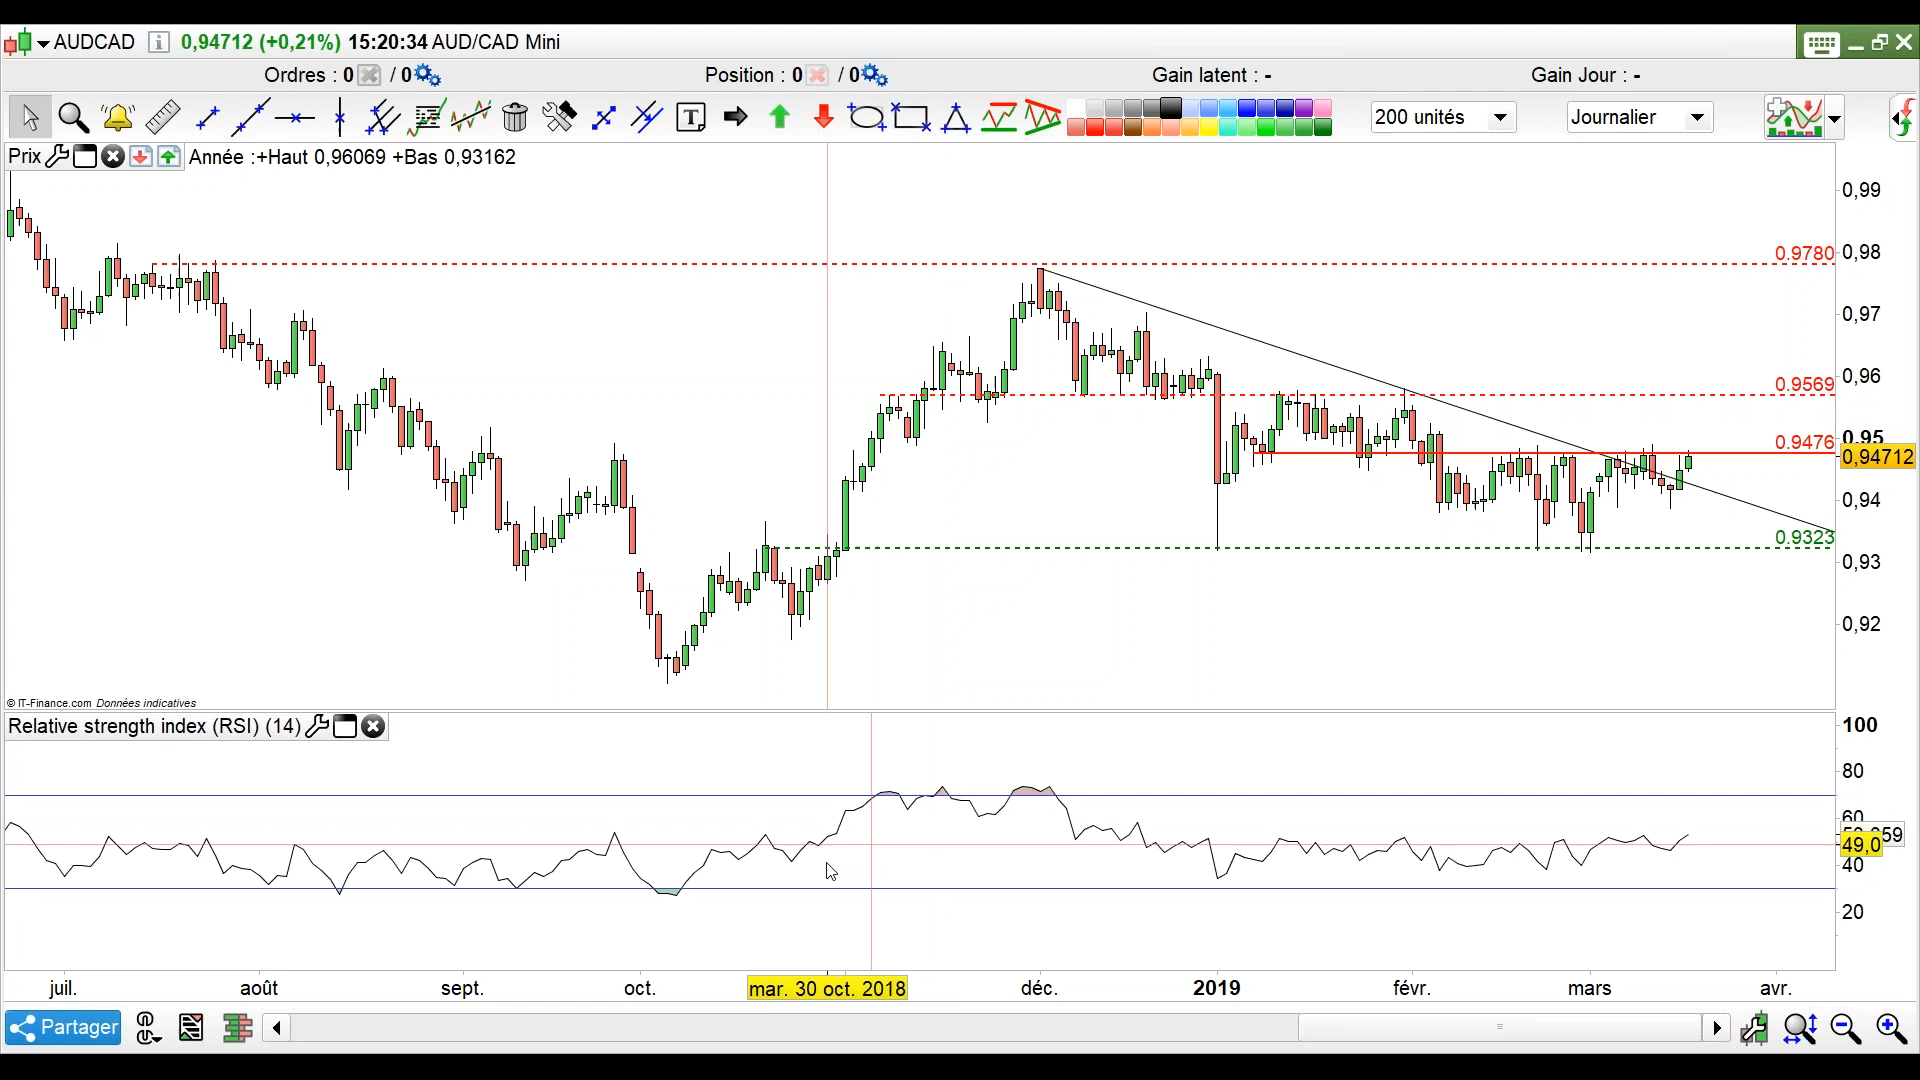 AUDCAD 0,94712 (+0,21%) 15:20:34 AUD/CAD Mini
Ordres : 0 / 0 Position : 0 / 0 Gain latent : - Gain Jour : -
T 200 unités Journalier
Prix Année :+Haut 0,96069 +Bas 0,93162
0,99
0.9780 0,98
0,97
0,96
0.9569
0,95
0.9476
0,94712
0,94
0.9323
0,93
0,92
© IT-Finance.com Données indicatives
Relative strength index (RSI) (14)
100
80
60
49,0
40
20
juil. août sept. oct. mar. 30 oct. 2018 déc. 2019 févr. mars avr.
Partager